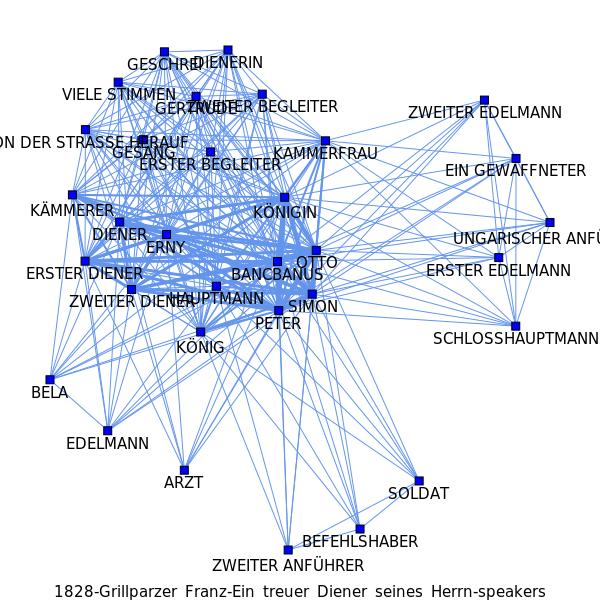 GESCHREI
DIENERIN
VIELE STIMMEN
GERTRUDE
ZWEITER BEGLEITER
ZWEITER EDELMANN
ON DER STRASSE HERAUF
GESANG
ERSTER BEGLEITER
KAMMERFRAU
EIN GEWAFFNETER
KÄMMERER
KÖNIGIN
DIENER
ERNY
UNGARISCHER ANFÜ
OTTO
ERSTER DIENER
BANCBANUS
ERSTER EDELMANN
ZWEITER DIENER
HAUPTMANN
SIMON
PETER
SCHLOSSHAUPTMANN
KÖNIG
BELA
EDELMANN
ARZT
SOLDAT
BEFEHLSHABER
ZWEITER ANFÜHRER
1828-Grillparzer Franz-Ein treuer Diener seines Herrn-speakers